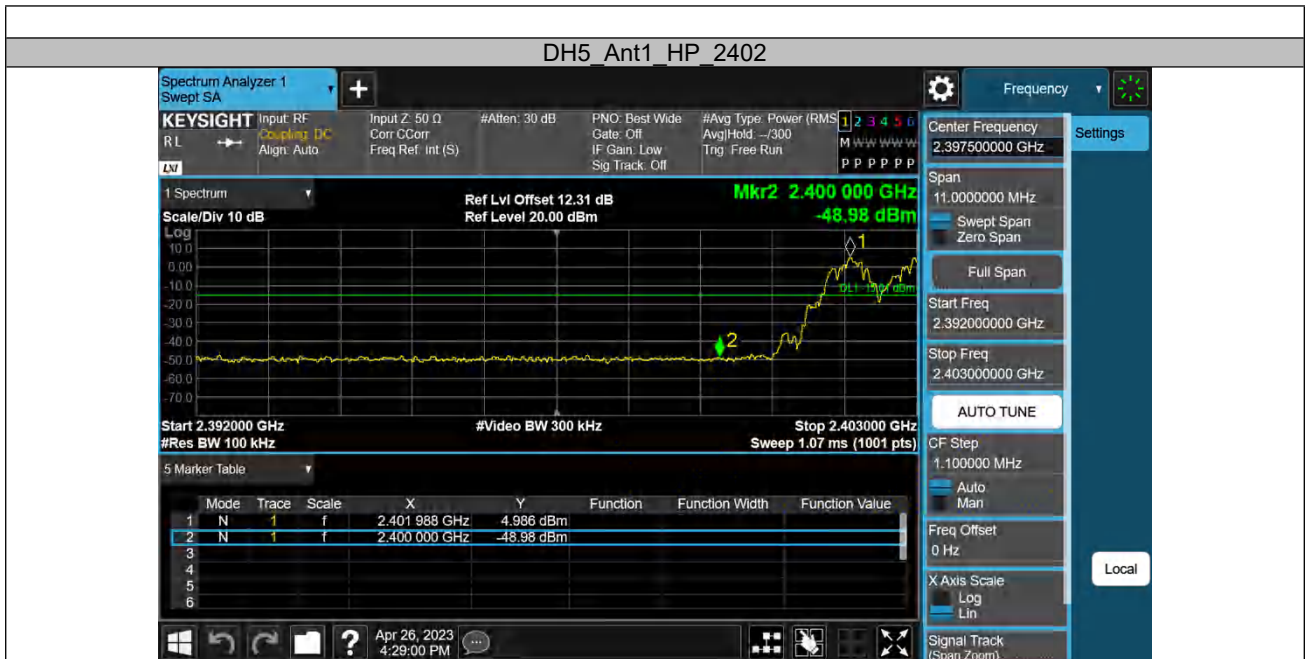 DH5_Ant1_HP_2402
Spectrum Analyzer 1
Swept SA
Frequency
KEYSIGHT
RL
LXI
Input: RF
Coupling: DC
Align: Auto
Input Z: 50 Ω
Corr CCorr
Freq Ref: Int (S)
#Atten: 30 dB
PNO: Best Wide
Gate: Off
IF Gain: Low
Sig Track: Off
#Avg Type: Power (RMS
Avg|Hold: --/300
Trig: Free Run
1 2 3 4 5 6
M W W W W W
P P P P P P
Center Frequency
2.397500000 GHz
Settings
Span
11.0000000 MHz
Swept Span
Zero Span
Full Span
Start Freq
2.392000000 GHz
Stop Freq
2.403000000 GHz
AUTO TUNE
CF Step
1.100000 MHz
Auto
Man
Freq Offset
0 Hz
X Axis Scale
Log
Lin
Signal Track
(Span Zoom)
Local
1 Spectrum
Scale/Div 10 dB
Log
Ref Lvl Offset 12.31 dB
Ref Level 20.00 dBm
Mkr2 2.400 000 GHz
-48.98 dBm
10.0
0.00
-10.0
-20.0
-30.0
-40.0
-50.0
-60.0
-70.0
1
2
DL1 -15.01 dBm
Start 2.392000 GHz
#Res BW 100 kHz
#Video BW 300 kHz
Stop 2.403000 GHz
Sweep 1.07 ms (1001 pts)
5 Marker Table
Mode Trace Scale X Y Function Function Width Function Value
1 N 1 f 2.401 988 GHz 4.986 dBm
2 N 1 f 2.400 000 GHz -48.98 dBm
3
4
5
6
?
Apr 26, 2023
4:29:00 PM